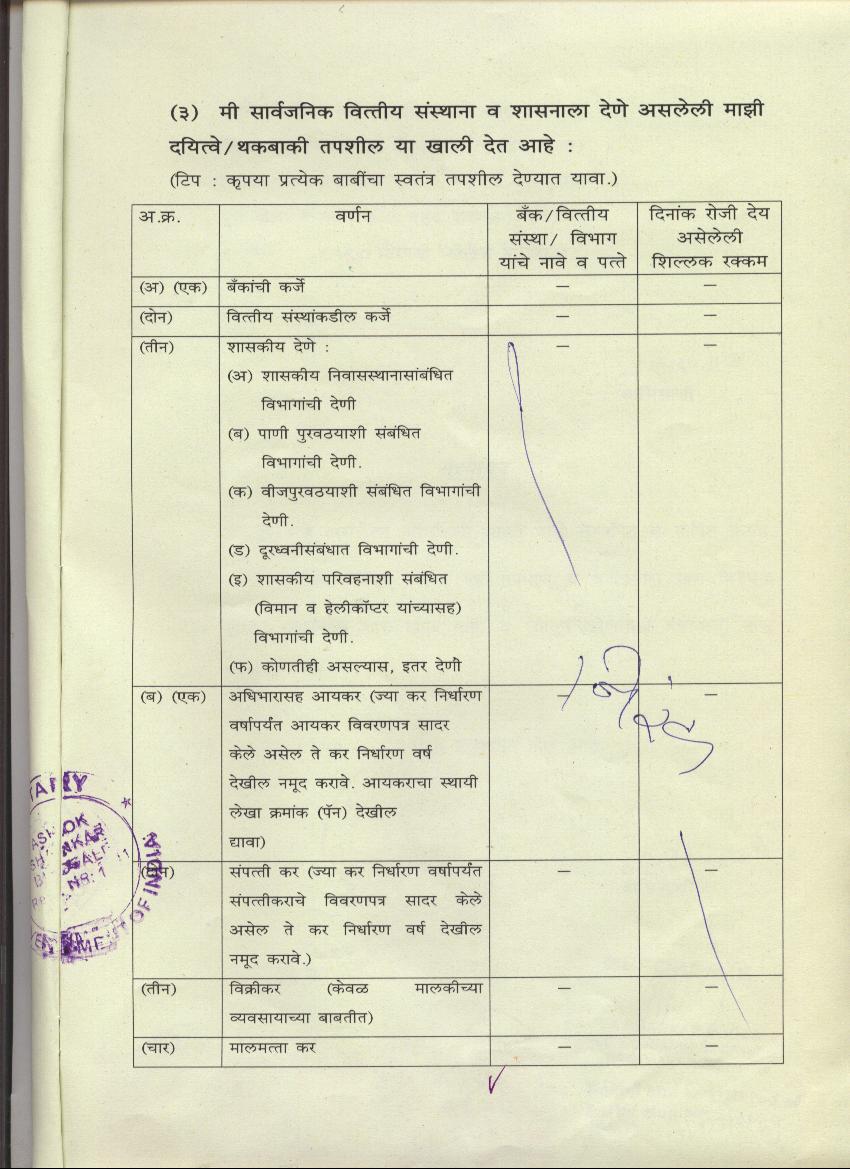 (३) मी सार्वजनिक वित्तीय संस्थाना व शासनाला देणे असलेली माझी
दयित्वे/थकबाकी तपशील या खाली देत आहे :
(टिप : कृपया प्रत्येक बाबींचा स्वतंत्र तपशील देण्यात यावा.)
अ.क्र. वर्णन बँक/वित्तीय दिनांक रोजी देय
संस्था/ विभाग असेलेली
यांचे नावे व पत्ते शिल्लक रक्कम
(अ) (एक) बँकांची कर्जे – –
(दोन) वित्तीय संस्थांकडील कर्जे – –
(तीन) शासकीय देणे : – –
(अ) शासकीय निवासस्थानासांबंधित
विभागांची देणी
(ब) पाणी पुरवठयाशी संबंधित
विभागांची देणी.
(क) वीजपुरवठयाशी संबंधित विभागांची
देणी.
(ड) दूरध्वनीसंबंधात विभागांची देणी.
(इ) शासकीय परिवहनाशी संबंधित
(विमान व हेलीकॉप्टर यांच्यासह)
विभागांची देणी.
(फ) कोणतीही असल्यास, इतर देणी
(ब) (एक) अधिभारासह आयकर (ज्या कर निर्धारण – –
वर्षापर्यंत आयकर विवरणपत्र सादर
केले असेल ते कर निर्धारण वर्ष
देखील नमूद करावे. आयकराचा स्थायी
लेखा क्रमांक (पॅन) देखील
द्यावा)
संपत्ती कर (ज्या कर निर्धारण वर्षापर्यंत – –
संपत्तीकराचे विवरणपत्र सादर केले
असेल ते कर निर्धारण वर्ष देखील
नमूद करावे.)
(तीन) विक्रीकर (केवळ मालकीच्या – –
व्यवसायाच्या बाबतीत)
(चार) मालमत्ता कर – –
OF INDIA